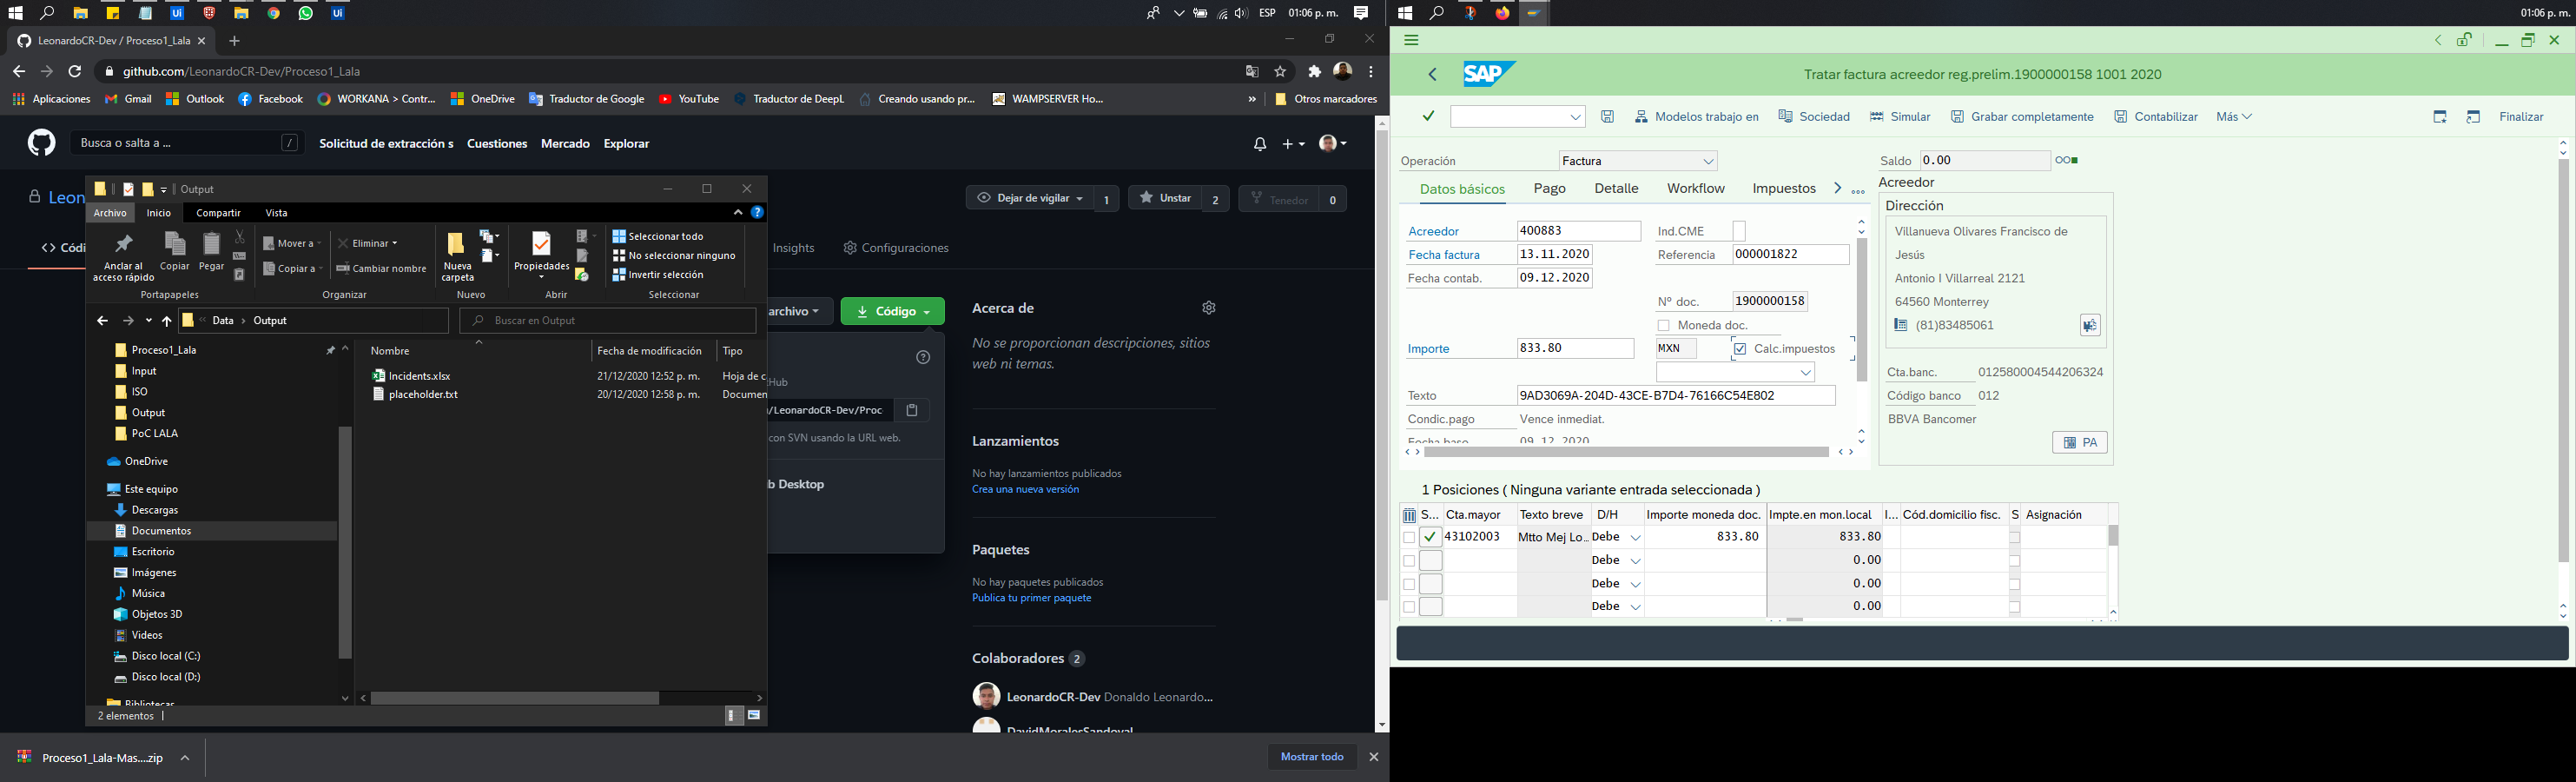 ESP
01:06 p. m.
LeonardoCR-Dev / Proceso1_Lala
github.com/LeonardoCR-Dev/Proceso1_Lala
Aplicaciones
Gmail
Outlook
Facebook
WORKANA > Contr...
OneDrive
Traductor de Google
YouTube
Traductor de DeepL
Creando usando pr...
WAMPSERVER Ho...
»
Otros marcadores
Busca o salta a ...
/
Solicitud de extracción s
Cuestiones
Mercado
Explorar
Leon
Dejar de vigilar
1
Unstar
2
Tenedor
0
<> Códi
Insights
Configuraciones
archivo
Código
Hub
/LeonardoCR-Dev/Proc
con SVN usando la URL web.
b Desktop
Acerca de
No se proporcionan descripciones, sitios
web ni temas.
Lanzamientos
No hay lanzamientos publicados
Crea una nueva versión
Paquetes
No hay paquetes publicados
Publica tu primer paquete
Colaboradores 2
LeonardoCR-Dev Donaldo Leonardo...
DavidMoralesSandoval
Output
Archivo
Inicio
Compartir
Vista
Anclar al
acceso rápido
Copiar
Pegar
Portapapeles
Mover a
Copiar a
Eliminar
Cambiar nombre
Organizar
Nueva
carpeta
Nuevo
Propiedades
Abrir
Seleccionar todo
No seleccionar ninguno
Invertir selección
Seleccionar
« Data > Output
Buscar en Output
Proceso1_Lala
Input
ISO
Output
PoC LALA
OneDrive
Este equipo
Descargas
Documentos
Escritorio
Imágenes
Música
Objetos 3D
Videos
Disco local (C:)
Disco local (D:)
Bibliotecas
Nombre
Fecha de modificación
Tipo
Incidents.xlsx
21/12/2020 12:52 p. m.
Hoja de c
placeholder.txt
20/12/2020 12:58 p. m.
Documen
2 elementos
Proceso1_Lala-Mas....zip
Mostrar todo
01:06 p. m.
SAP
Tratar factura acreedor reg.prelim.1900000158 1001 2020
Modelos trabajo en
Sociedad
Simular
Grabar completamente
Contabilizar
Más
Finalizar
Operación
Factura
Saldo
0.00
Datos básicos
Pago
Detalle
Workflow
Impuestos
Acreedor
400883
Ind.CME
Fecha factura
13.11.2020
Referencia
000001822
Fecha contab.
09.12.2020
Nº doc.
1900000158
Moneda doc.
Importe
833.80
MXN
Calc.impuestos
Texto
9AD3069A-204D-43CE-B7D4-76166C54E802
Condic.pago
Vence inmediat.
Fecha base
09.12.2020
Acreedor
Dirección
Villanueva Olivares Francisco de
Jesús
Antonio I Villarreal 2121
64560 Monterrey
(81)83485061
Cta.banc.
012580004544206324
Código banco
012
BBVA Bancomer
PA
1 Posiciones ( Ninguna variante entrada seleccionada )
S...
Cta.mayor
Texto breve
D/H
Importe moneda doc.
Impte.en mon.local
I...
Cód.domicilio fisc.
S
Asignación
43102003
Mtto Mej Lo...
Debe
833.80
833.80
Debe
0.00
Debe
0.00
Debe
0.00